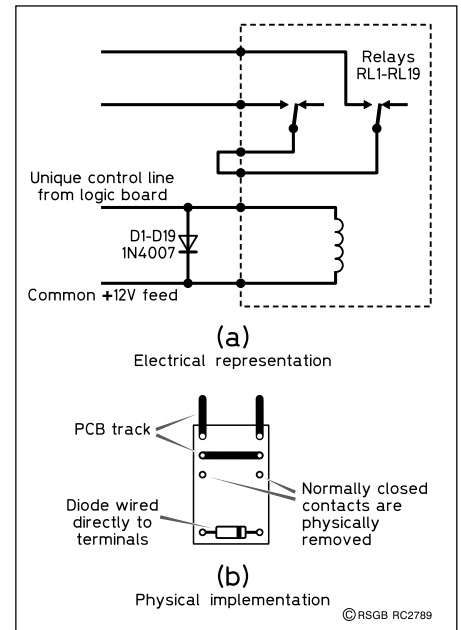 Relays
RL1-RL19
Unique control line
from logic board
D1-D19
1N4007
Common +12V feed
(a)
Electrical representation
PCB track
Diode wired
directly to
terminals
Normally closed
contacts are
physically
removed
(b)
Physical implementation
© RSGB RC2789